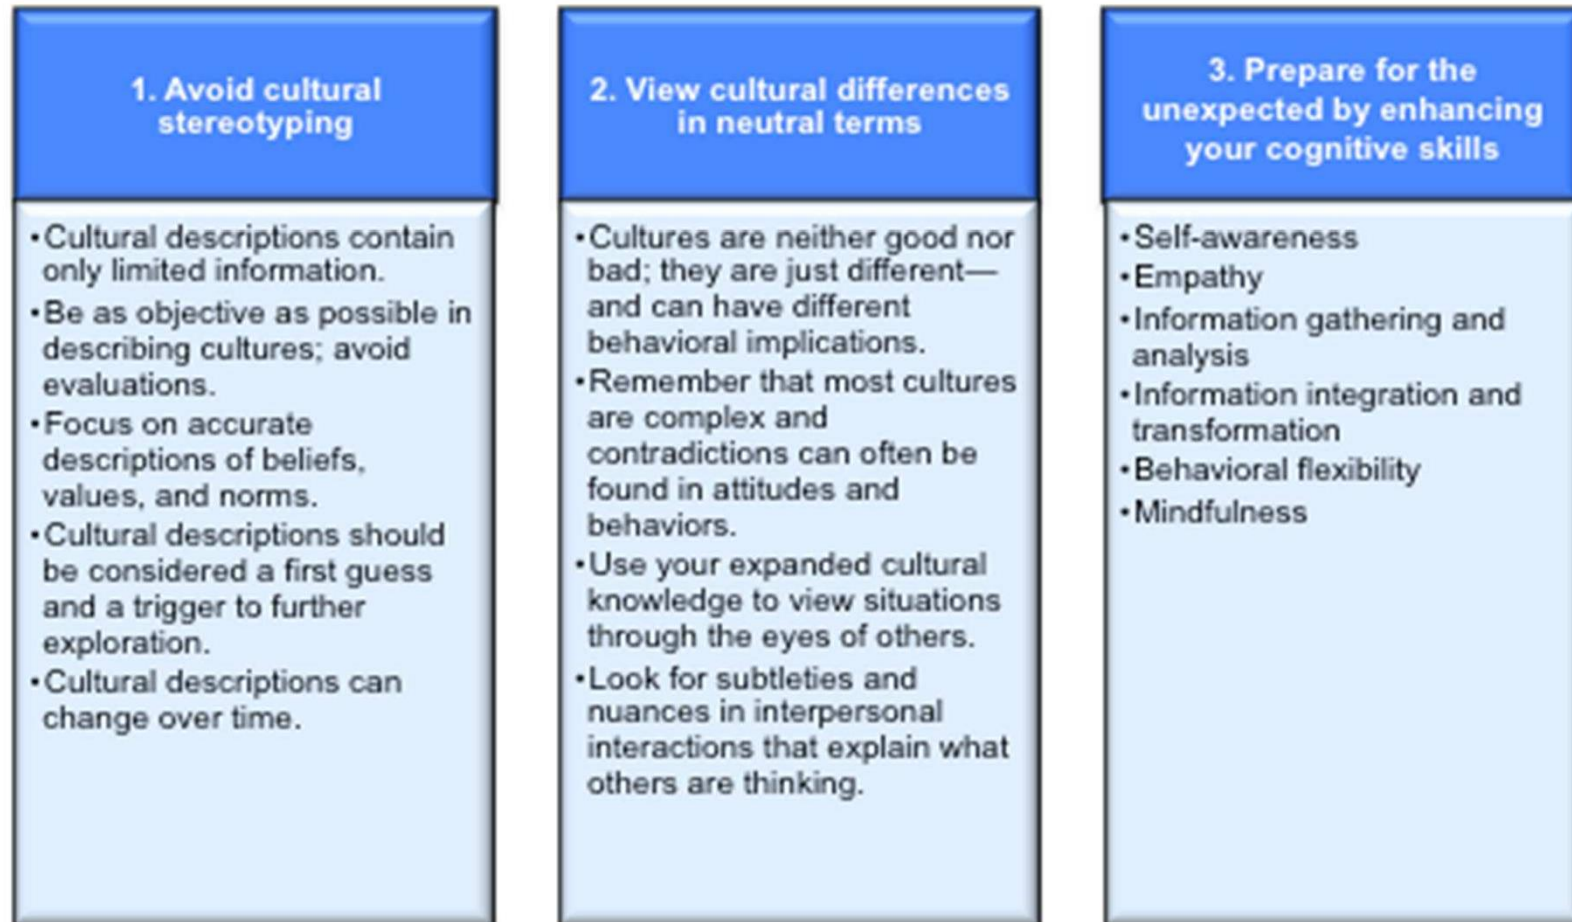 1. Avoid cultural
stereotyping
•Cultural descriptions contain
only limited information.
•Be as objective as possible in
describing cultures; avoid
evaluations.
•Focus on accurate
descriptions of beliefs,
values, and norms.
•Cultural descriptions should
be considered a first guess
and a trigger to further
exploration.
•Cultural descriptions can
change over time.
2. View cultural differences
in neutral terms
•Cultures are neither good nor
bad; they are just different—
and can have different
behavioral implications.
•Remember that most cultures
are complex and
contradictions can often be
found in attitudes and
behaviors.
•Use your expanded cultural
knowledge to view situations
through the eyes of others.
•Look for subtleties and
nuances in interpersonal
interactions that explain what
others are thinking.
3. Prepare for the
unexpected by enhancing
your cognitive skills
•Self-awareness
•Empathy
•Information gathering and
analysis
•Information integration and
transformation
•Behavioral flexibility
•Mindfulness